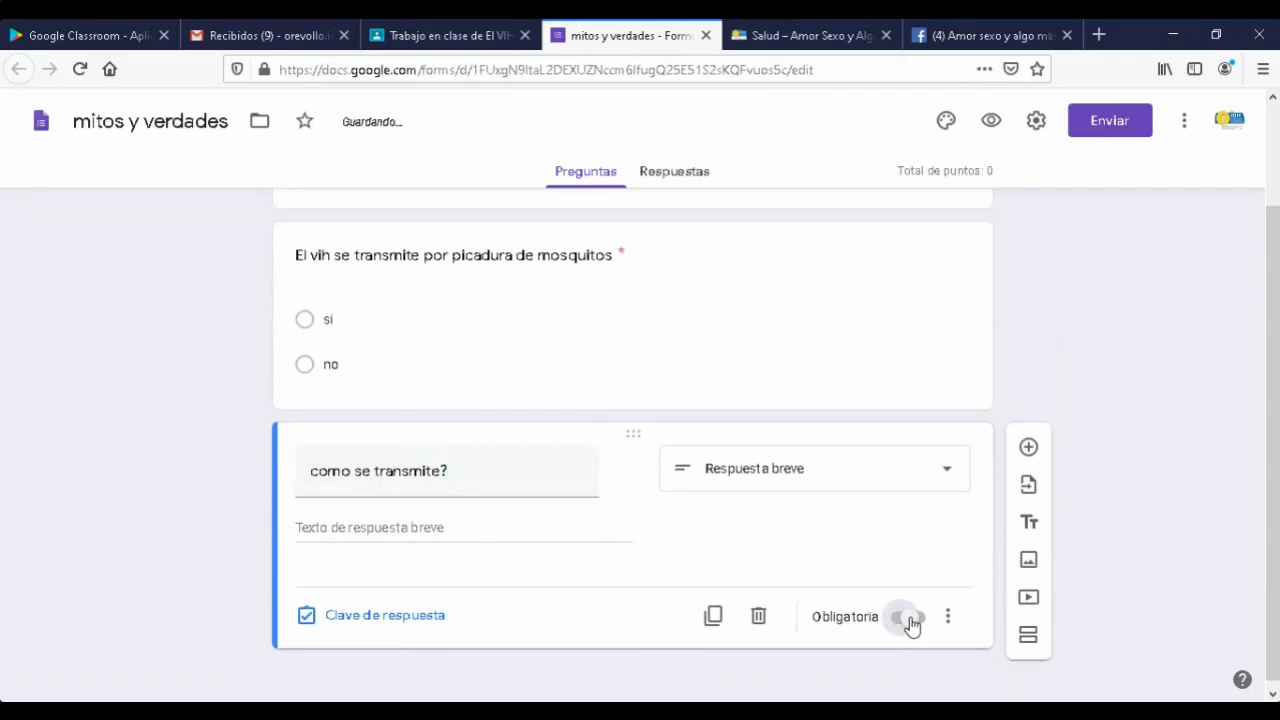 Google Classroom - Apli
Recibidos (9) - orevollo.i
Trabajo en clase de El VIH
mitos y verdades - Form
Salud – Amor Sexo y Alg
(4) Amor sexo y algo má
https://docs.google.com/forms/d/1FUxgN9ItaL2DEXUZNccm6IfugQ25E51S2sKQFvuos5c/edit
mitos y verdades
Guardando...
Enviar
Preguntas
Respuestas
Total de puntos: 0
El vih se transmite por picadura de mosquitos *
si
no
como se transmite?
Respuesta breve
Texto de respuesta breve
Clave de respuesta
Obligatoria